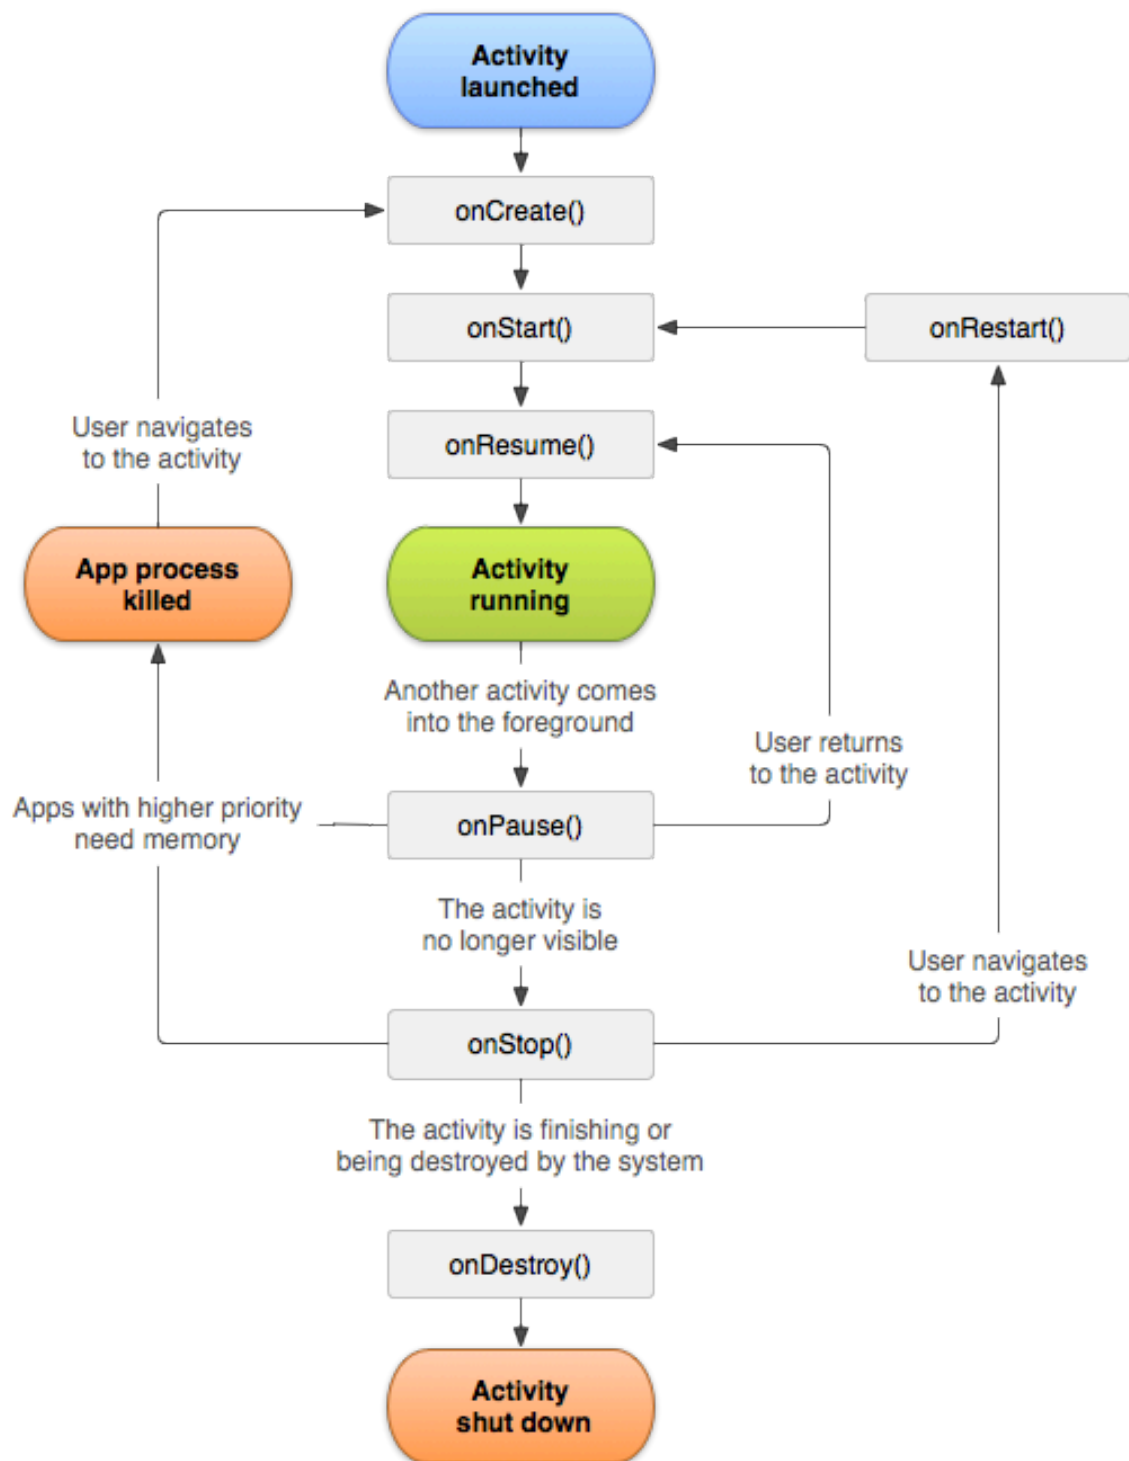 Activity
launched
onCreate()
onStart()
onRestart()
User navigates
to the activity
onResume()
App process
killed
Activity
running
Another activity comes
into the foreground
User returns
to the activity
Apps with higher priority
need memory
onPause()
The activity is
no longer visible
User navigates
to the activity
onStop()
The activity is finishing or
being destroyed by the system
onDestroy()
Activity
shut down